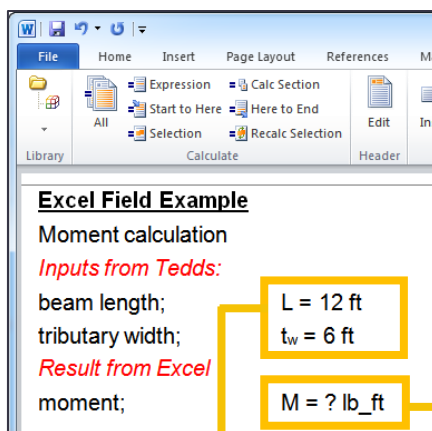 W
File Home Insert Page Layout References
All Expression Calc Section Edit
Start to Here Here to End
Selection Recalc Selection
Library Calculate Header
Excel Field Example
Moment calculation
Inputs from Tedds:
beam length; L = 12 ft
tributary width; tw = 6 ft
Result from Excel
moment; M = ? lb_ft